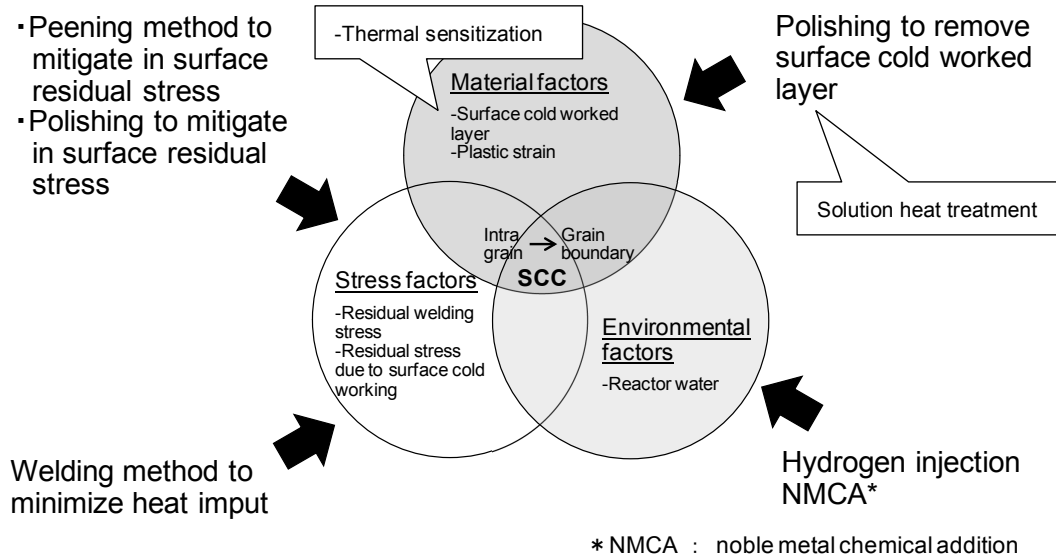 ・Peening method to
mitigate in surface
residual stress
・Polishing to mitigate
in surface residual
stress
-Thermal sensitization
Polishing to remove
surface cold worked
layer
Solution heat treatment
Material factors
-Surface cold worked
layer
-Plastic strain
Intra
grain
→
Grain
boundary
SCC
Stress factors
-Residual welding
stress
-Residual stress
due to surface cold
working
Environmental
factors
-Reactor water
Welding method to
minimize heat imput
Hydrogen injection
NMCA*
* NMCA : noble metal chemical addition